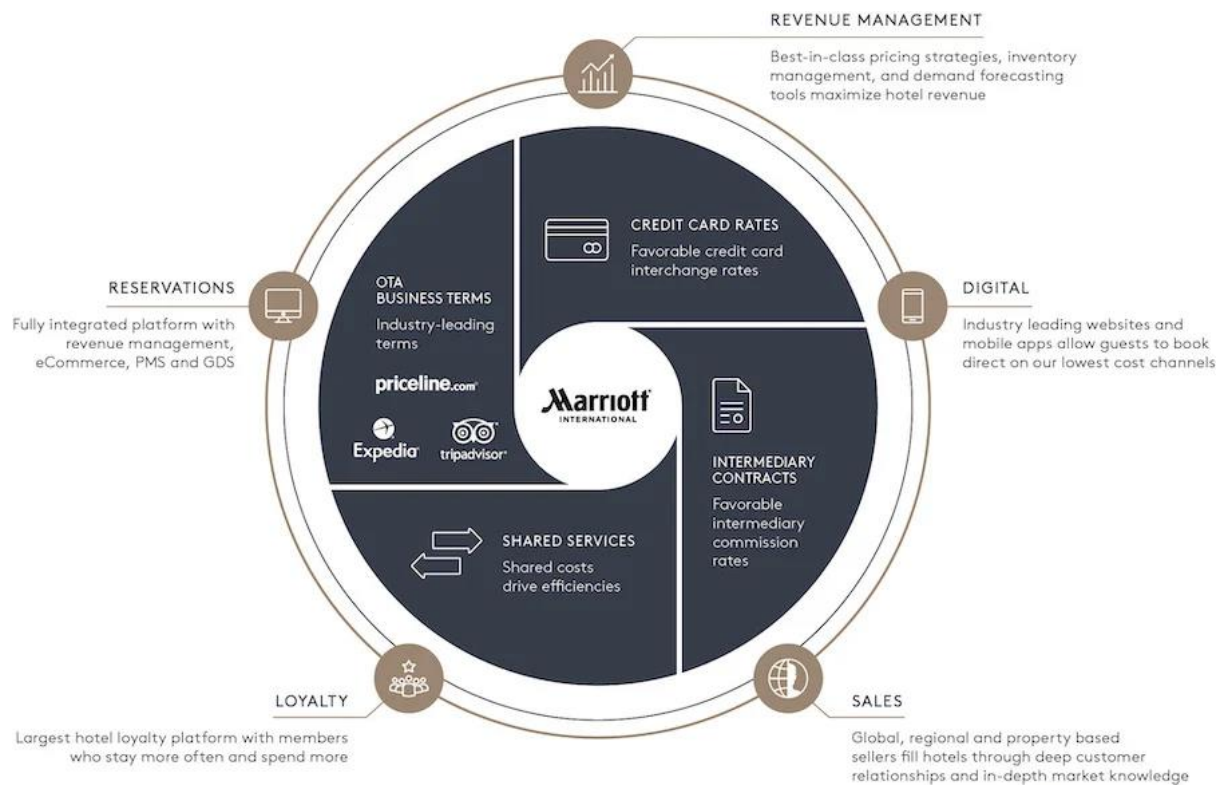 REVENUE MANAGEMENT
Best-in-class pricing strategies, inventory
management, and demand forecasting
tools maximize hotel revenue
CREDIT CARD RATES
Favorable credit card
interchange rates
OTA
BUSINESS TERMS
Industry-leading
terms
priceline.com
Expedia
tripadvisor
RESERVATIONS
Fully integrated platform with
revenue management,
eCommerce, PMS and GDS
DIGITAL
Industry leading websites and
mobile apps allow guests to book
direct on our lowest cost channels
Marriott
INTERNATIONAL
INTERMEDIARY
CONTRACTS
Favorable
intermediary
commission
rates
SHARED SERVICES
Shared costs
drive efficiencies
LOYALTY
Largest hotel loyalty platform with members
who stay more often and spend more
SALES
Global, regional and property based
sellers fill hotels through deep customer
relationships and in-depth market knowledge